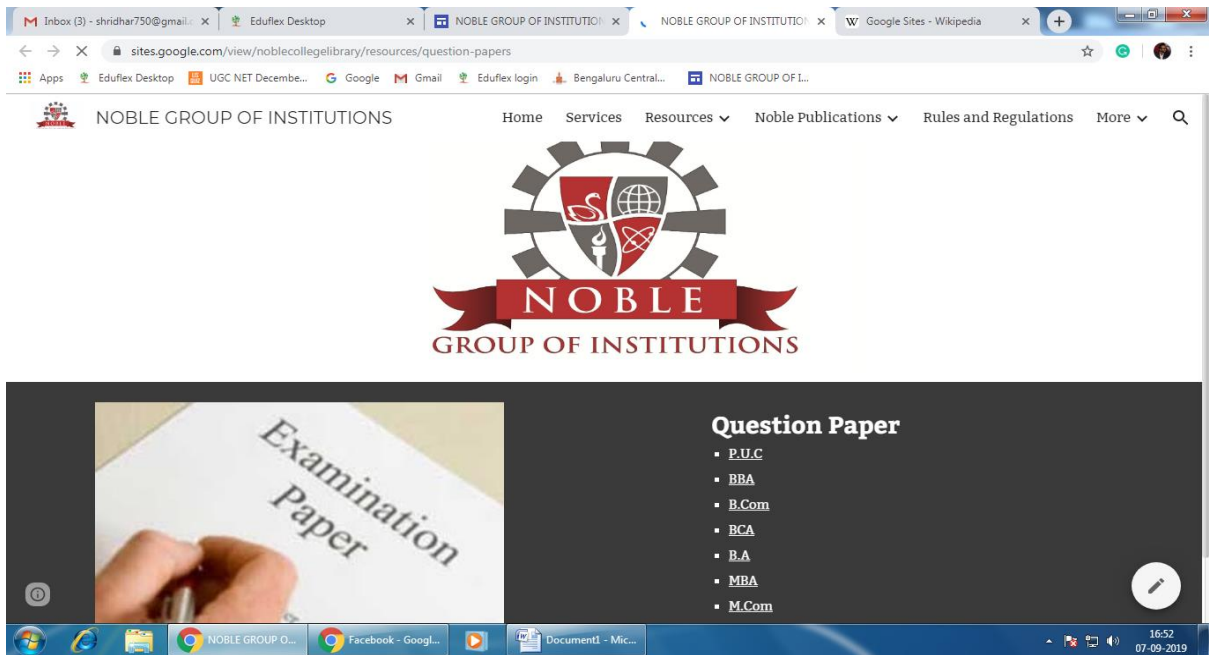 Inbox (3) - shridhar750@gmail.c
Eduflex Desktop
NOBLE GROUP OF INSTITUTION
NOBLE GROUP OF INSTITUTION
Google Sites - Wikipedia
sites.google.com/view/noblecollegelibrary/resources/question-papers
Apps
Eduflex Desktop
UGC NET Decembe...
Google
Gmail
Eduflex login
Bengaluru Central...
NOBLE GROUP OF I...
NOBLE GROUP OF INSTITUTIONS
Home
Services
Resources
Noble Publications
Rules and Regulations
More
NOBLE
GROUP OF INSTITUTIONS
Examination
Paper
Question Paper
P.U.C
BBA
B.Com
BCA
B.A
MBA
M.Com
NOBLE GROUP O...
Facebook - Googl...
Document1 - Mic...
16:52
07-09-2019